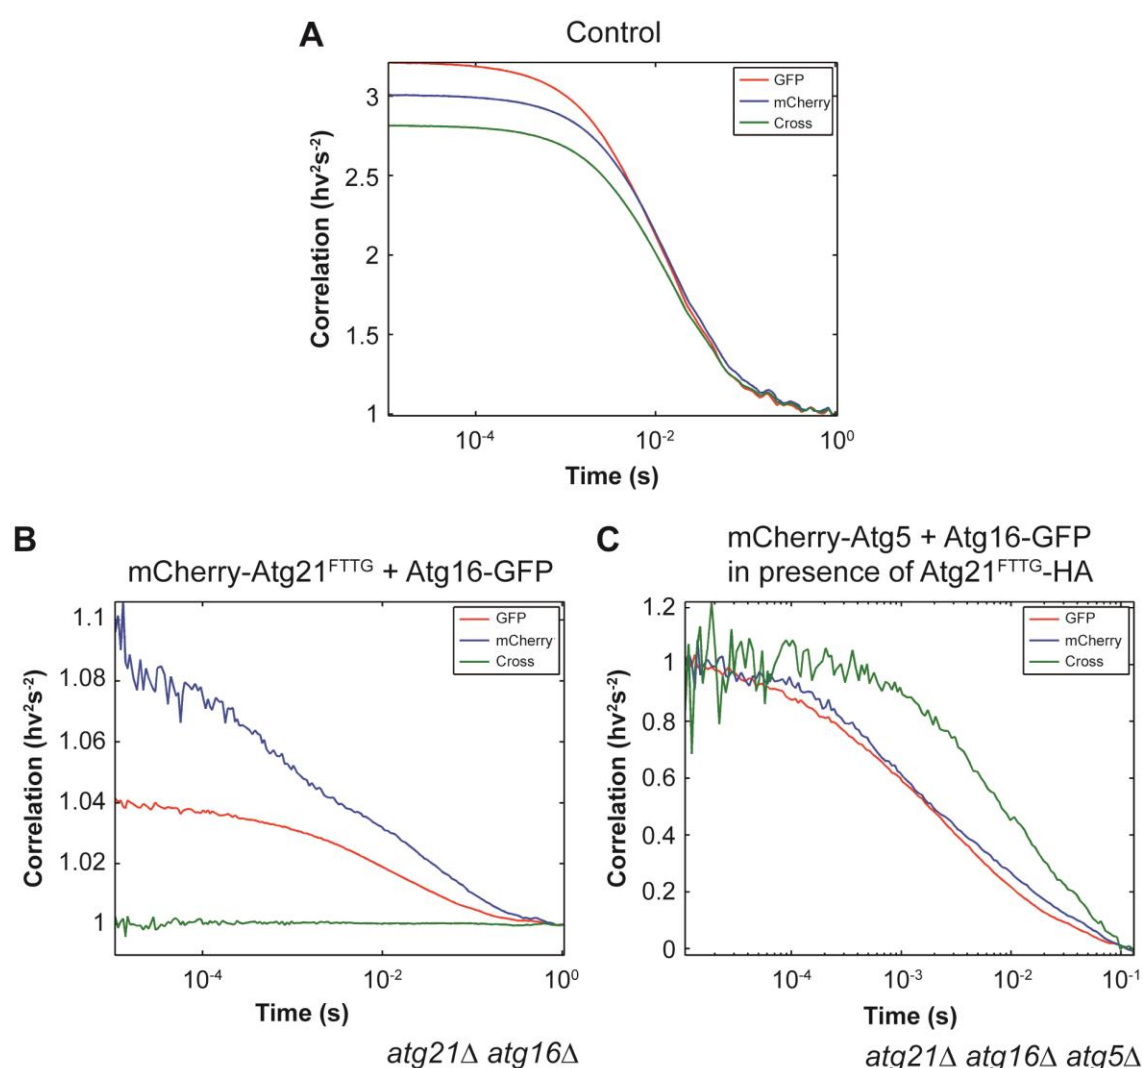 A
Control
GFP
mCherry
Cross
3
2.5
2
1.5
1
Correlation (hv²s⁻²)
10⁻⁴
10⁻²
10⁰
Time (s)
B
mCherry-Atg21ᶠᵀᵀᴳ + Atg16-GFP
GFP
mCherry
Cross
1.1
1.08
1.06
1.04
1.02
1
Correlation (hv²s⁻²)
10⁻⁴
10⁻²
10⁰
Time (s)
atg21Δ atg16Δ
C
mCherry-Atg5 + Atg16-GFP
in presence of Atg21ᶠᵀᵀᴳ-HA
GFP
mCherry
Cross
1.2
1
0.8
0.6
0.4
0.2
0
Correlation (hv²s⁻²)
10⁻⁴
10⁻³
10⁻²
10⁻¹
Time (s)
atg21Δ atg16Δ atg5Δ